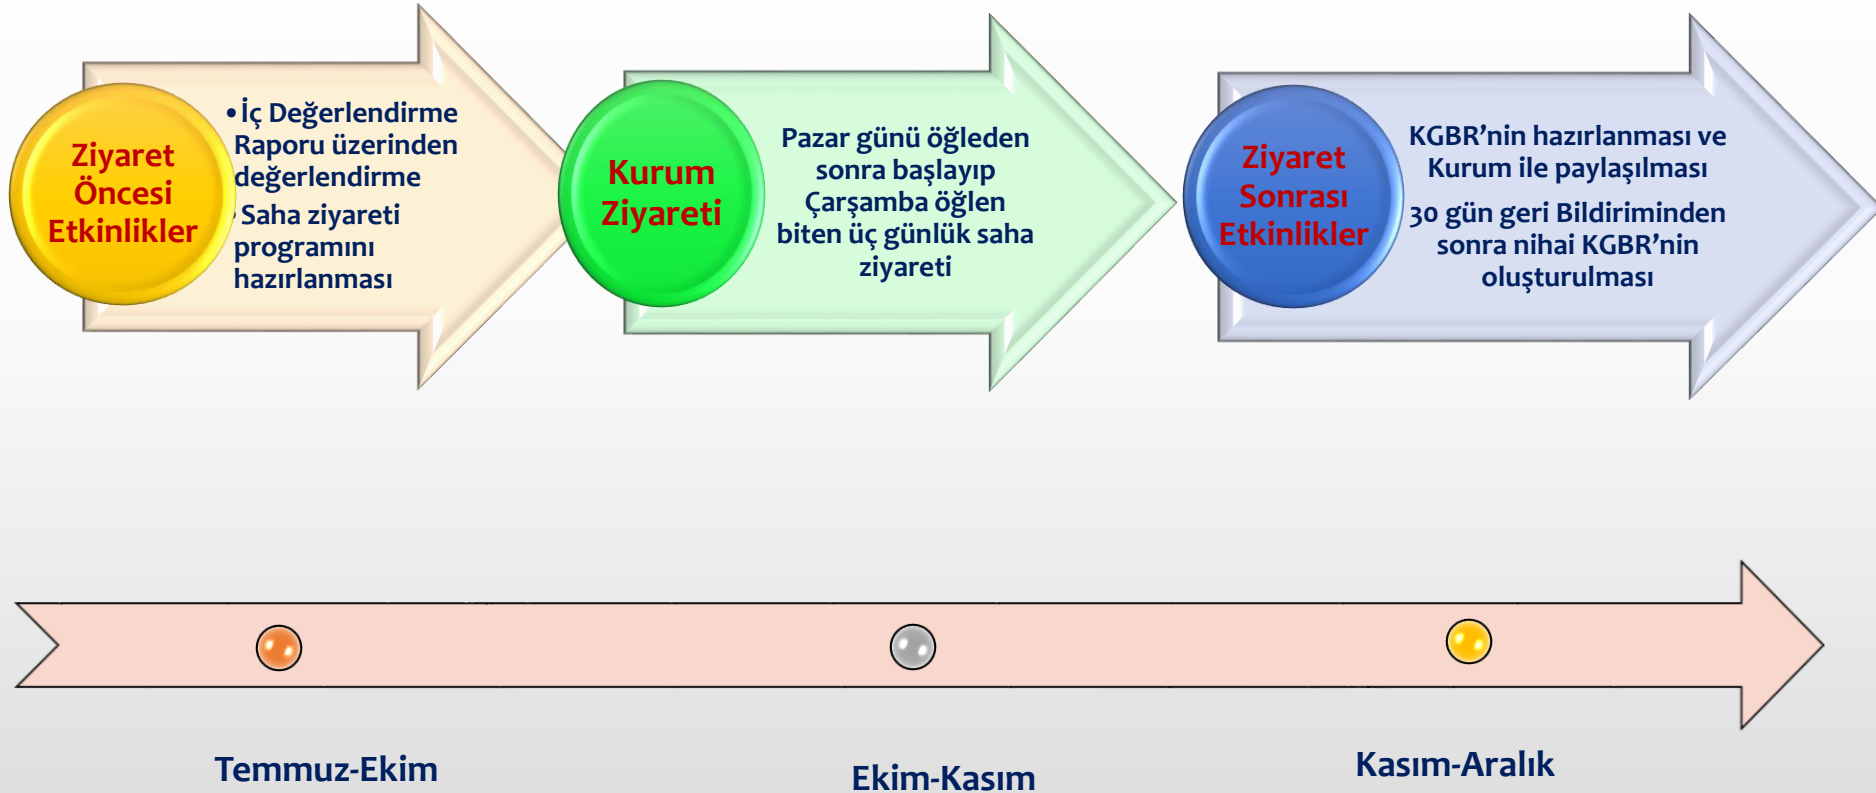 Ziyaret
Öncesi
Etkinlikler
•İç Değerlendirme
Raporu üzerinden
değerlendirme
•Saha ziyareti
programını
hazırlanması
Kurum
Ziyareti
Pazar günü öğleden
sonra başlayıp
Çarşamba öğlen
biten üç günlük saha
ziyareti
Ziyaret
Sonrası
Etkinlikler
KGBR’nin hazırlanması ve
Kurum ile paylaşılması
30 gün geri Bildiriminden
sonra nihai KGBR’nin
oluşturulması
Temmuz-Ekim
Ekim-Kasım
Kasım-Aralık